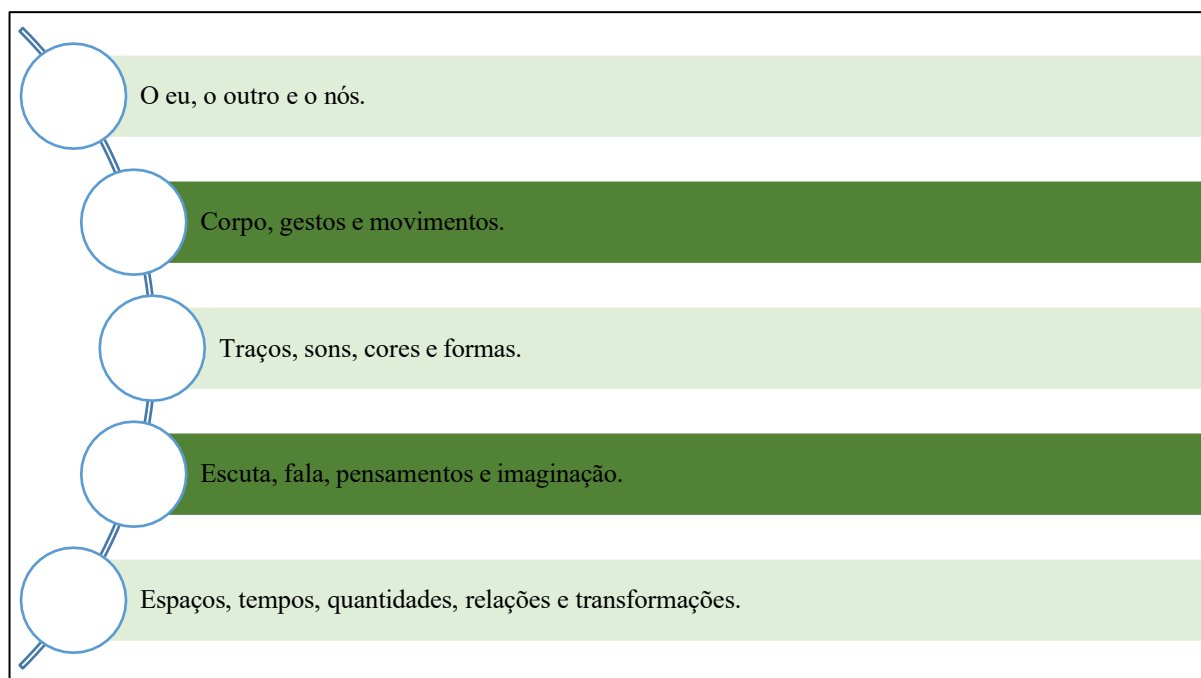 O eu, o outro e o nós.
Corpo, gestos e movimentos.
Traços, sons, cores e formas.
Escuta, fala, pensamentos e imaginação.
Espaços, tempos, quantidades, relações e transformações.